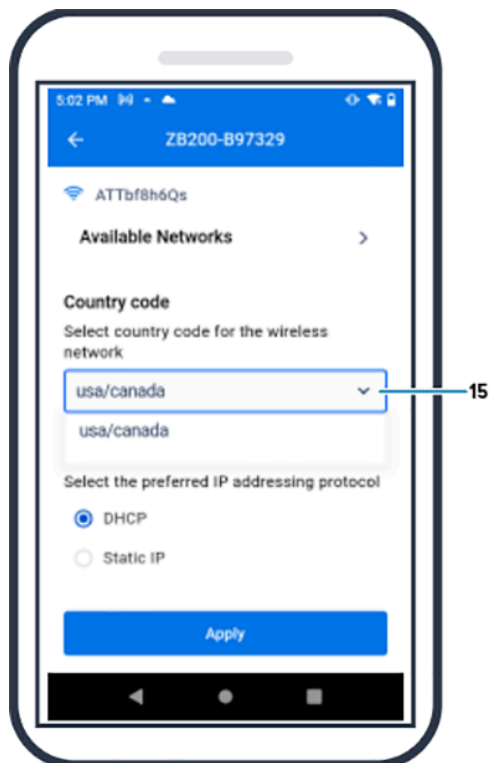 5:02 PM
ZB200-B97329
ATTbf8h6Qs
Available Networks
Country code
Select country code for the wireless
network
usa/canada
15
usa/canada
Select the preferred IP addressing protocol
DHCP
Static IP
Apply